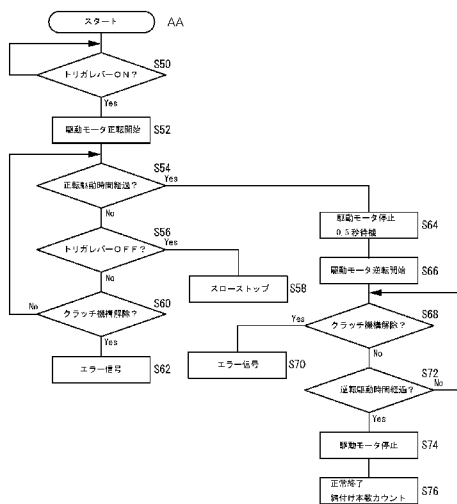 スタート AA
トリガレバーON? S50
Yes
駆動モータ正転開始 S52
正転駆動時間経過? S54
Yes
No
トリガレバーOFF? S56
Yes
No
スローストップ S58
クラッチ機構解除? S60
No
Yes
エラー信号 S62
駆動モータ停止
0.5秒待機 S64
駆動モータ逆転開始 S66
クラッチ機構解除? S68
Yes
No
エラー信号 S70
逆転駆動時間経過? S72
No
Yes
駆動モータ停止 S74
正常終了
締付け本数カウント S76